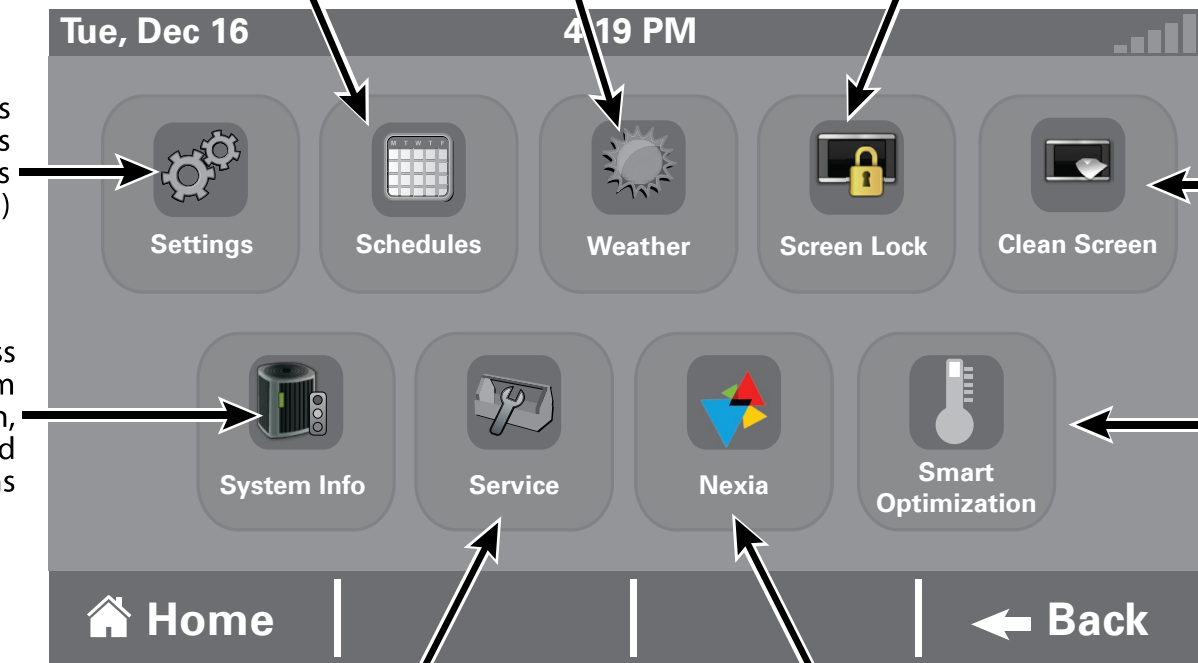 Tue, Dec 16
4:19 PM
M T W T F
Settings
Schedules
Weather
Screen Lock
Clean Screen
System Info
Service
Nexia
Smart
Optimization
Home
Back